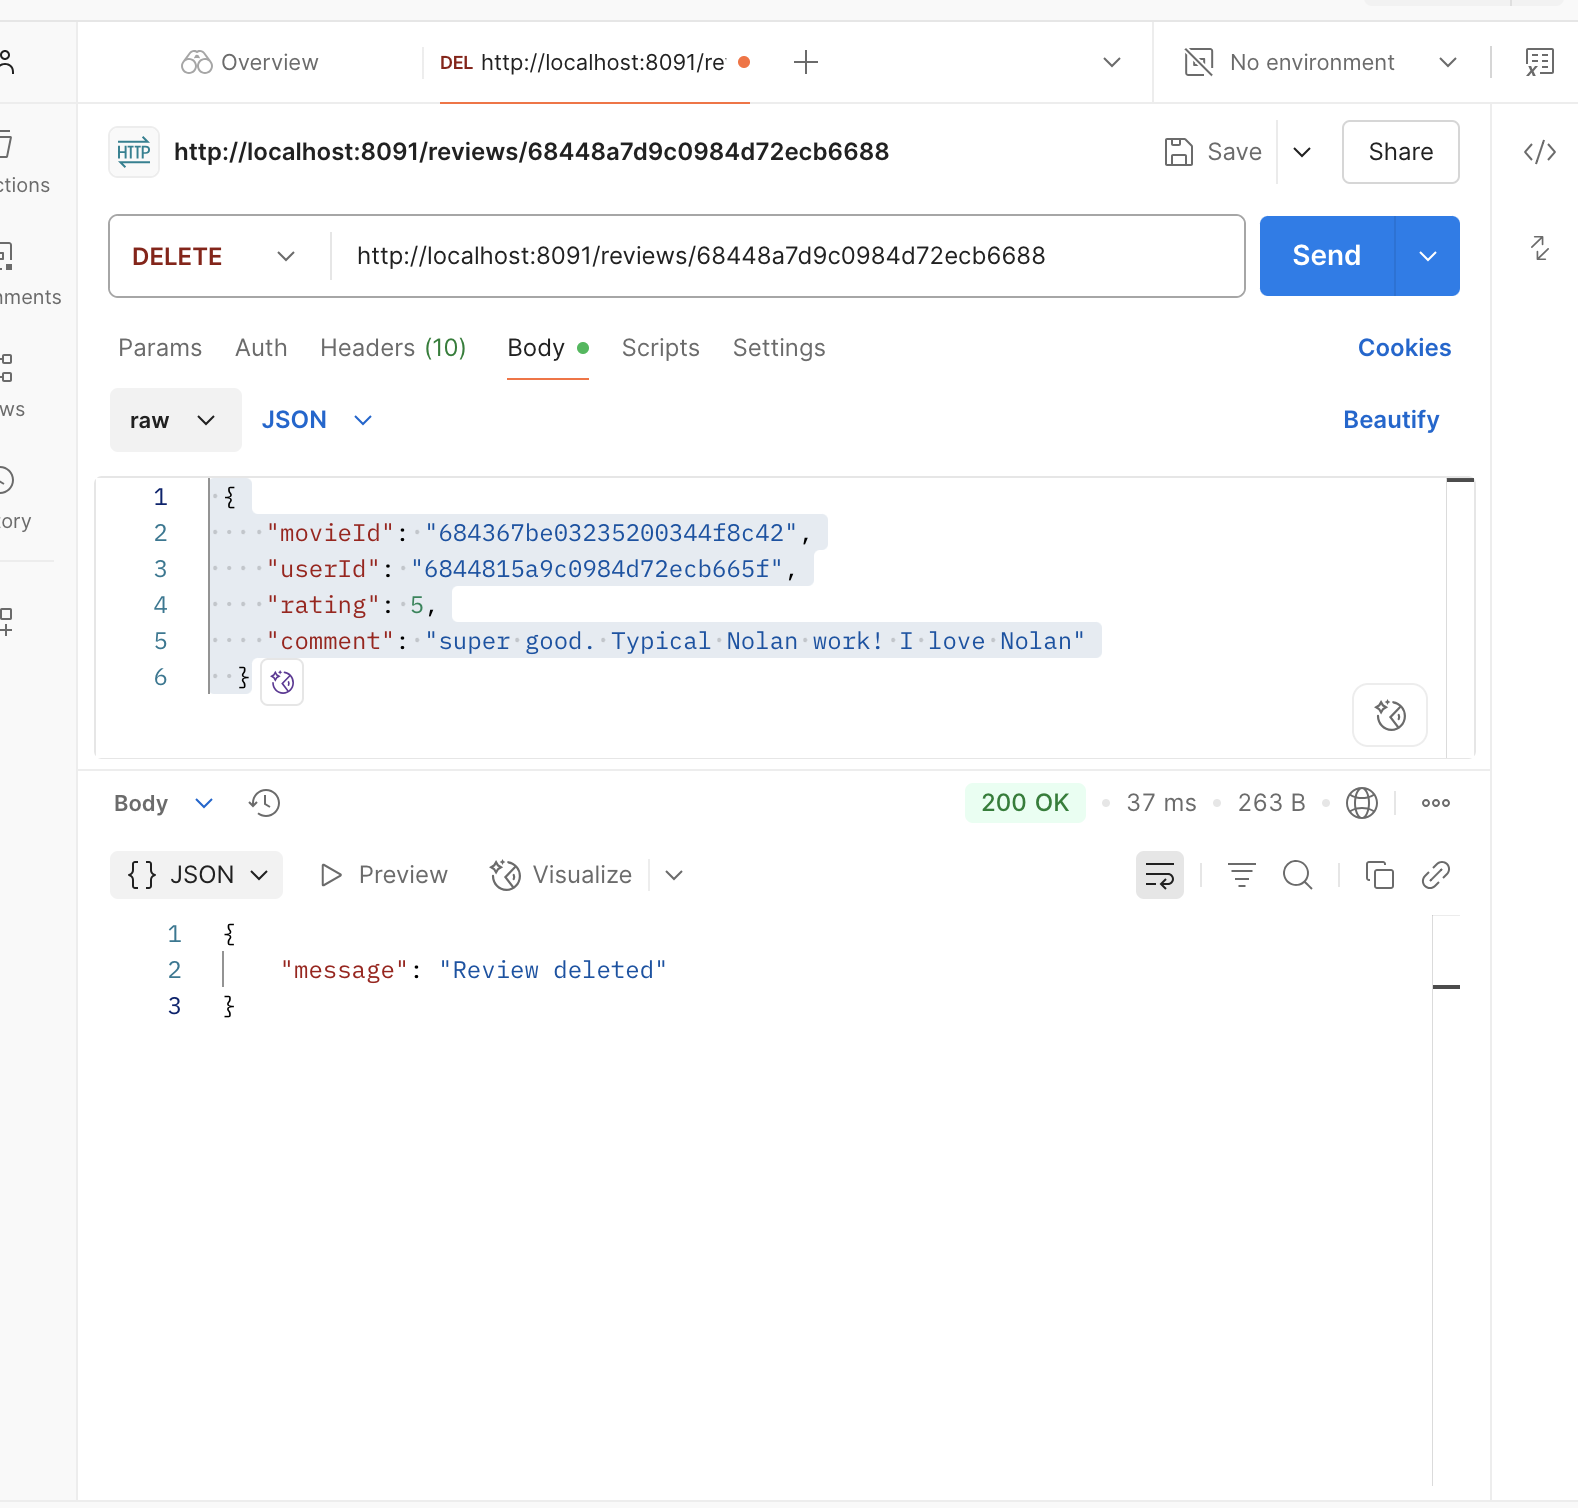 Overview
DEL http://localhost:8091/re
No environment
HTTP
http://localhost:8091/reviews/68448a7d9c0984d72ecb6688
Save
Share
ctions
DELETE
http://localhost:8091/reviews/68448a7d9c0984d72ecb6688
Send
nments
Params
Auth
Headers (10)
Body
Scripts
Settings
Cookies
ws
raw
JSON
Beautify
1 {
2 "movieId": "684367be03235200344f8c42",
3 "userId": "6844815a9c0984d72ecb665f",
4 "rating": 5,
5 "comment": "super good. Typical Nolan work! I love Nolan"
6 }
ory
Body
200 OK
37 ms
263 B
{} JSON
Preview
Visualize
1 {
2 "message": "Review deleted"
3 }